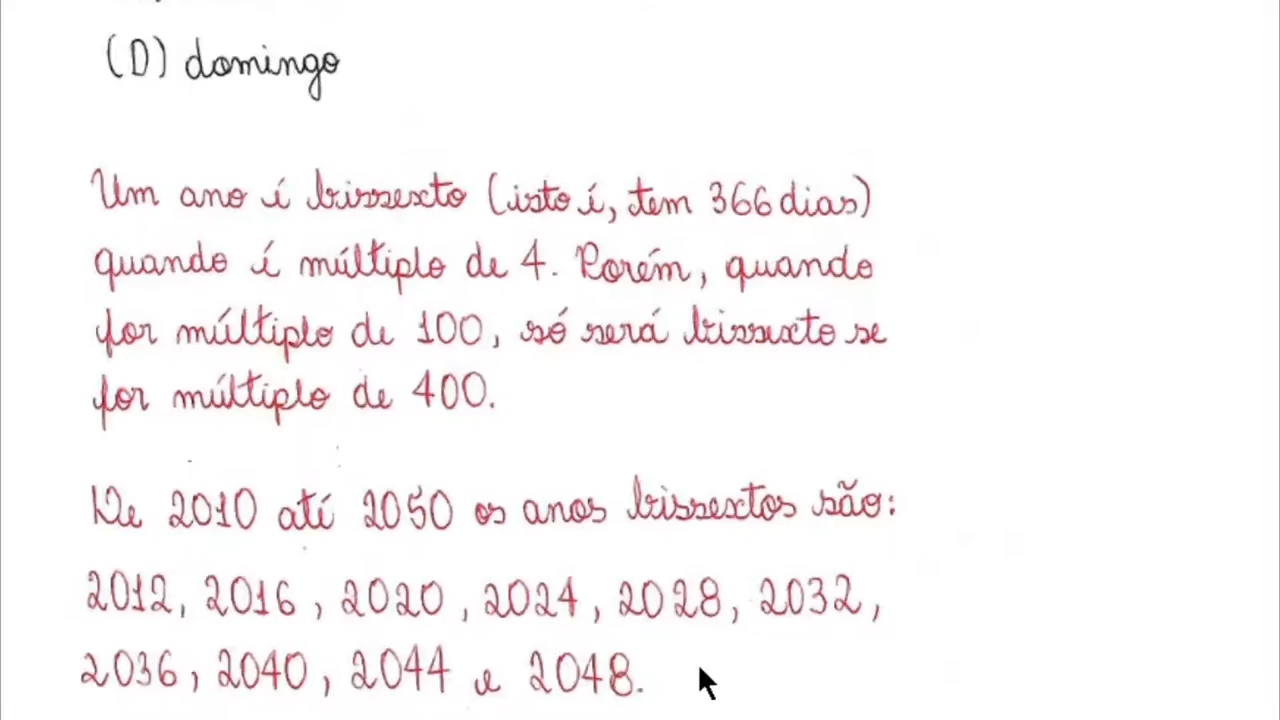 (D) domingo
Um ano é bissexto (isto é, tem 366 dias)
quando é múltiplo de 4. Porém, quando
for múltiplo de 100, só será bissexto se
for múltiplo de 400.
De 2010 até 2050 os anos bissextos são:
2012, 2016, 2020, 2024, 2028, 2032,
2036, 2040, 2044 e 2048.